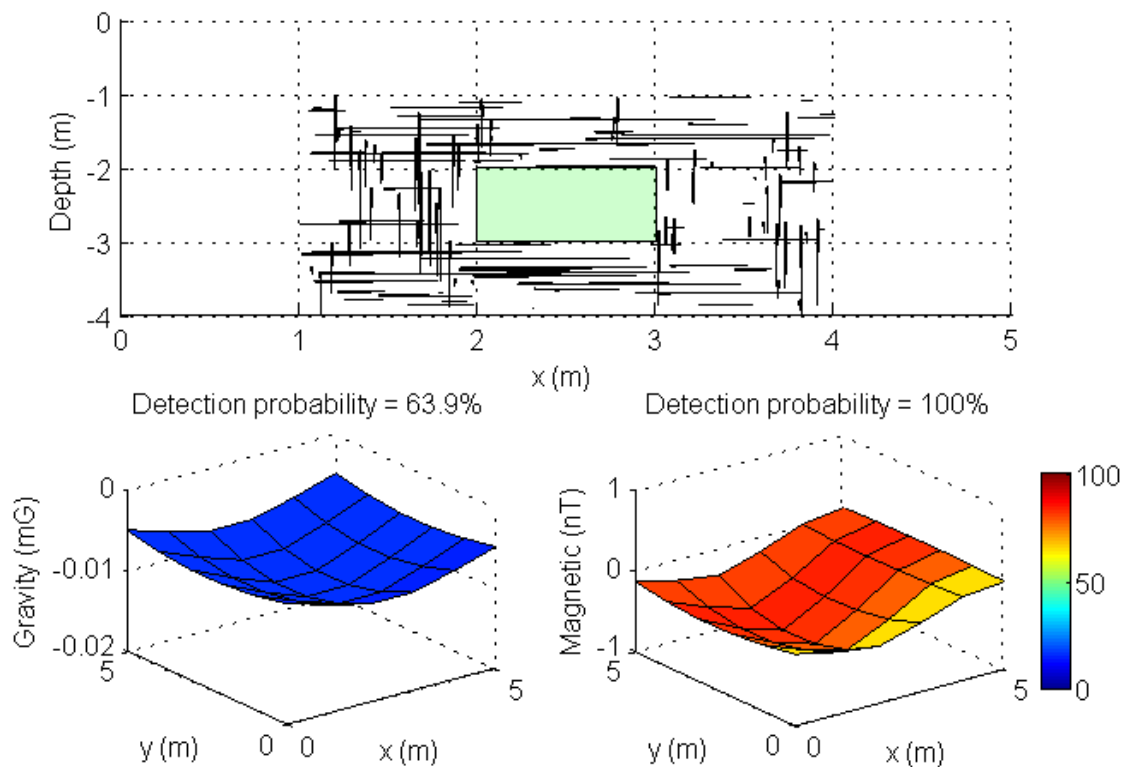 0
-1
-2
-3
-4
Depth (m)
0 1 2 3 4 5
x (m)
Detection probability = 63.9%
0
-0.01
-0.02
Gravity (mG)
5
0 0
5
y (m)
x (m)
Detection probability = 100%
1
0
-1
Magnetic (nT)
5
0 0
5
y (m)
x (m)
100
50
0